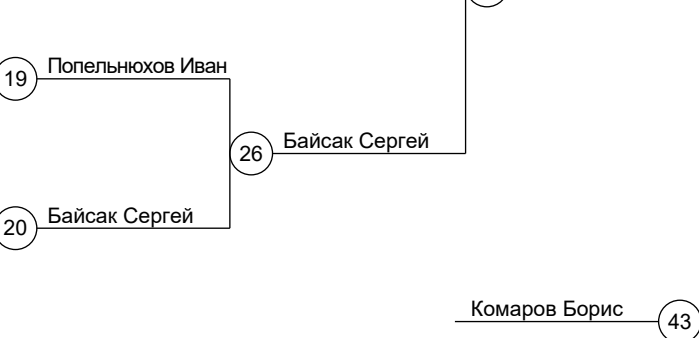 19 Попельнюхов Иван
26 Байсак Сергей
20 Байсак Сергей
Комаров Борис 43